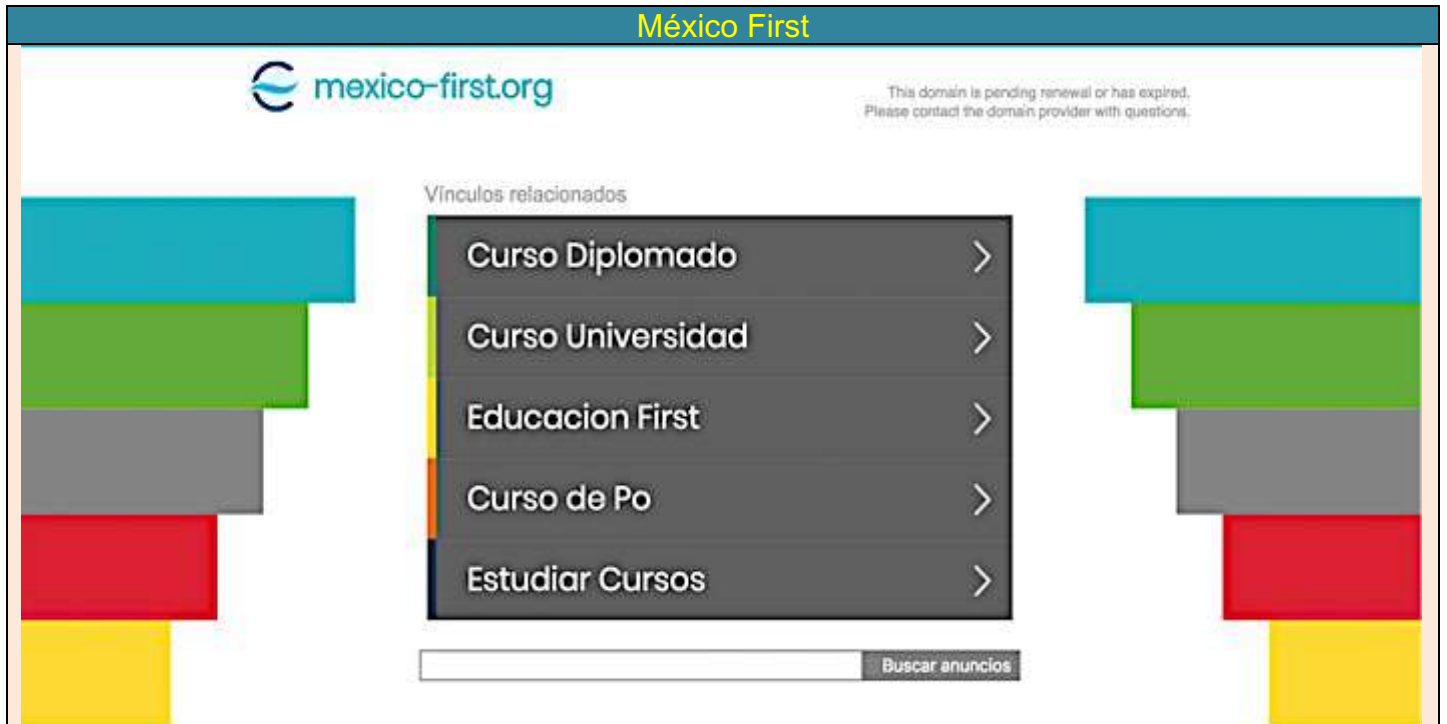 México First
mexico-first.org
This domain is pending renewal or has expired.
Please contact the domain provider with questions.
Vínculos relacionados
Curso Diplomado
Curso Universidad
Educacion First
Curso de Po
Estudiar Cursos
Buscar anuncios